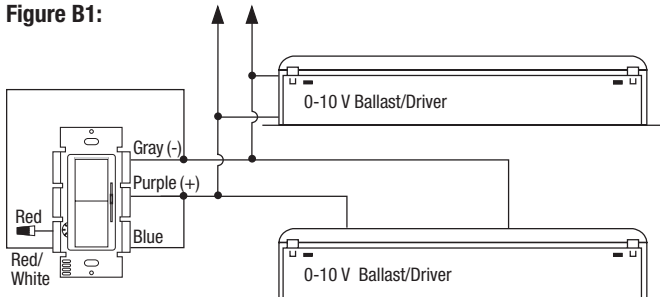 Figure B1:
0-10 V Ballast/Driver
Gray (-)
Purple (+)
Red
Blue
Red/
White
0-10 V Ballast/Driver